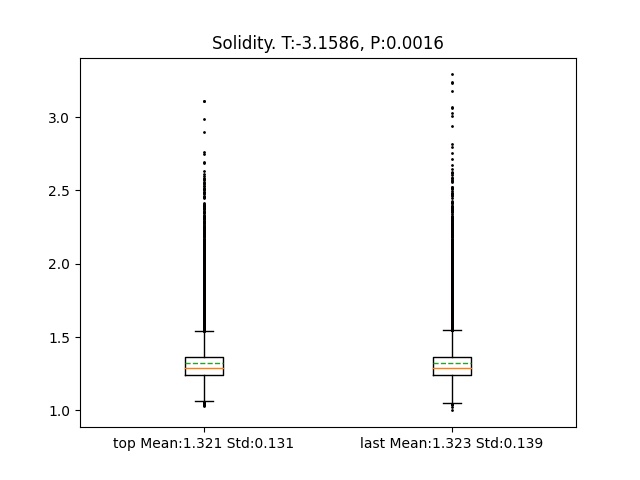 Solidity. T:-3.1586, P:0.0016
3.0
2.5
2.0
1.5
1.0
top Mean:1.321 Std:0.131
last Mean:1.323 Std:0.139